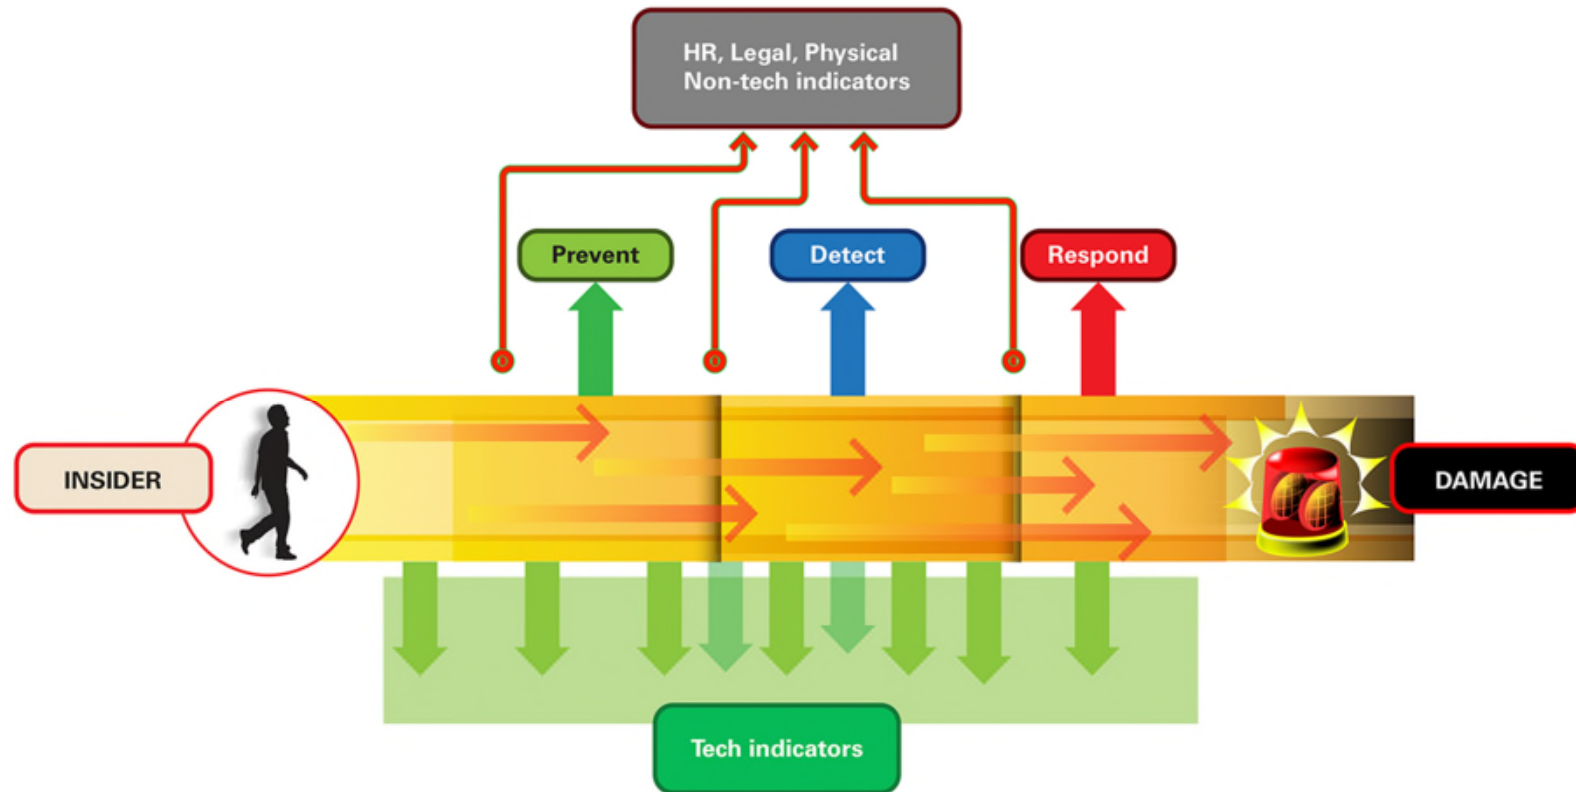 HR, Legal, Physical
Non-tech indicators
Prevent
Detect
Respond
INSIDER
DAMAGE
Tech indicators